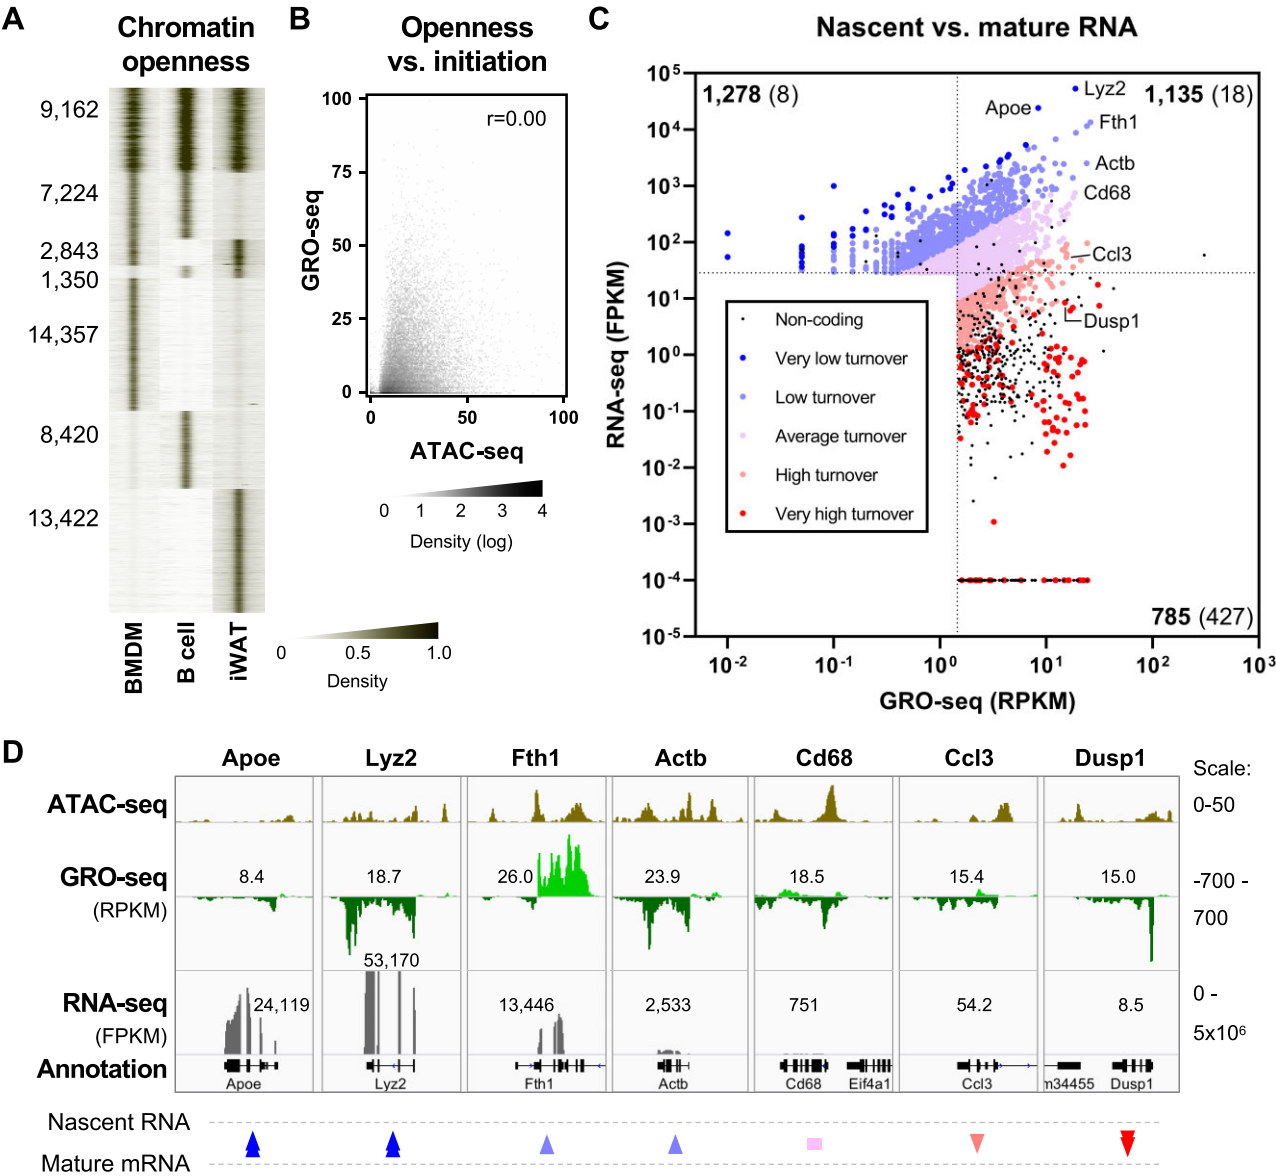 A
Chromatin
openness
9,162
7,224
2,843
1,350
14,357
8,420
13,422
BMDM
B cell
iWAT
0
0.5
1.0
Density
B
Openness
vs. initiation
r=0.00
100
75
50
25
0
GRO-seq
0
50
100
ATAC-seq
0
1
2
3
4
Density (log)
C
Nascent vs. mature RNA
1,278 (8)
1,135 (18)
785 (427)
Lyz2
Apoe
Fth1
Actb
Cd68
Ccl3
Dusp1
10⁵
10⁴
10³
10²
10¹
10⁰
10⁻¹
10⁻²
10⁻³
10⁻⁴
10⁻⁵
RNA-seq (FPKM)
Non-coding
Very low turnover
Low turnover
Average turnover
High turnover
Very high turnover
10⁻²
10⁻¹
10⁰
10¹
10²
10³
GRO-seq (RPKM)
D
Apoe
Lyz2
Fth1
Actb
Cd68
Ccl3
Dusp1
Scale:
ATAC-seq
0-50
GRO-seq
(RPKM)
8.4
18.7
26.0
23.9
18.5
15.4
15.0
-700 -
700
RNA-seq
(FPKM)
24,119
53,170
13,446
2,533
751
54.2
8.5
0 -
5x10⁶
Annotation
Apoe
Lyz2
Fth1
Actb
Cd68
Eif4a1
Ccl3
m34455
Dusp1
Nascent RNA
Mature mRNA